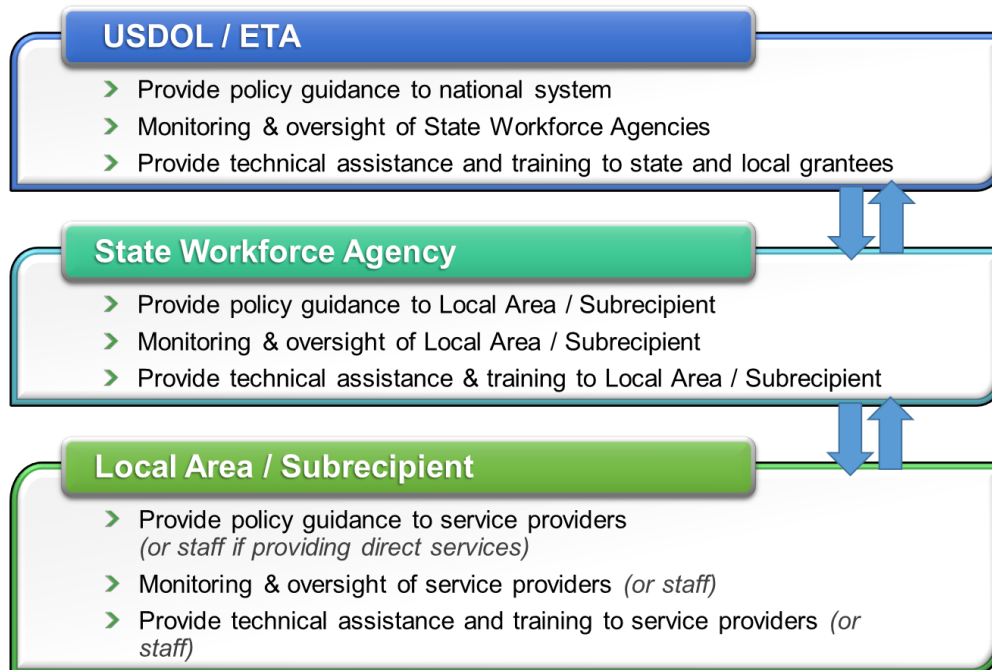 USDOL / ETA
Provide policy guidance to national system
Monitoring & oversight of State Workforce Agencies
Provide technical assistance and training to state and local grantees
State Workforce Agency
Provide policy guidance to Local Area / Subrecipient
Monitoring & oversight of Local Area / Subrecipient
Provide technical assistance & training to Local Area / Subrecipient
Local Area / Subrecipient
Provide policy guidance to service providers
(or staff if providing direct services)
Monitoring & oversight of service providers (or staff)
Provide technical assistance and training to service providers (or
staff)